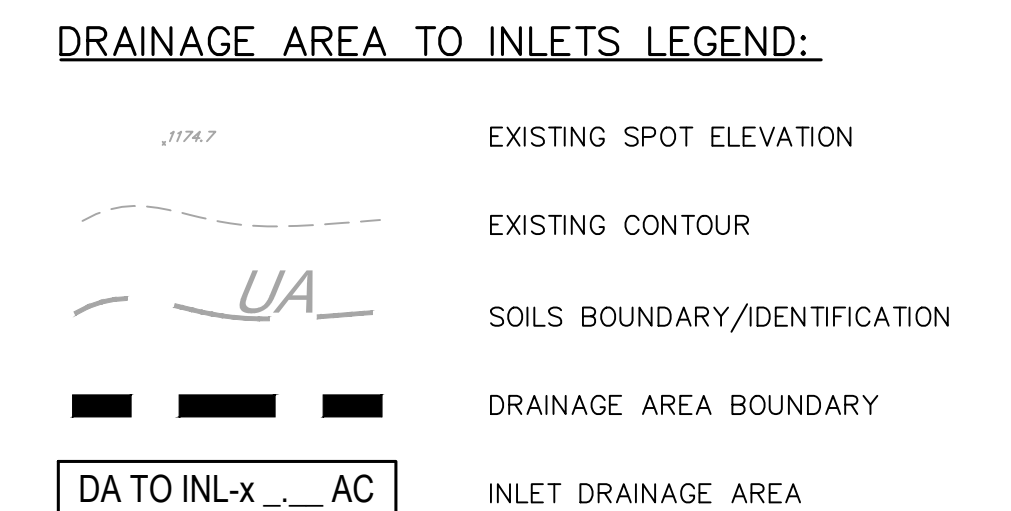 DRAINAGE AREA TO INLETS LEGEND:
x1174.7 EXISTING SPOT ELEVATION
EXISTING CONTOUR
UA SOILS BOUNDARY/IDENTIFICATION
DRAINAGE AREA BOUNDARY
DA TO INL-x _.__ AC INLET DRAINAGE AREA